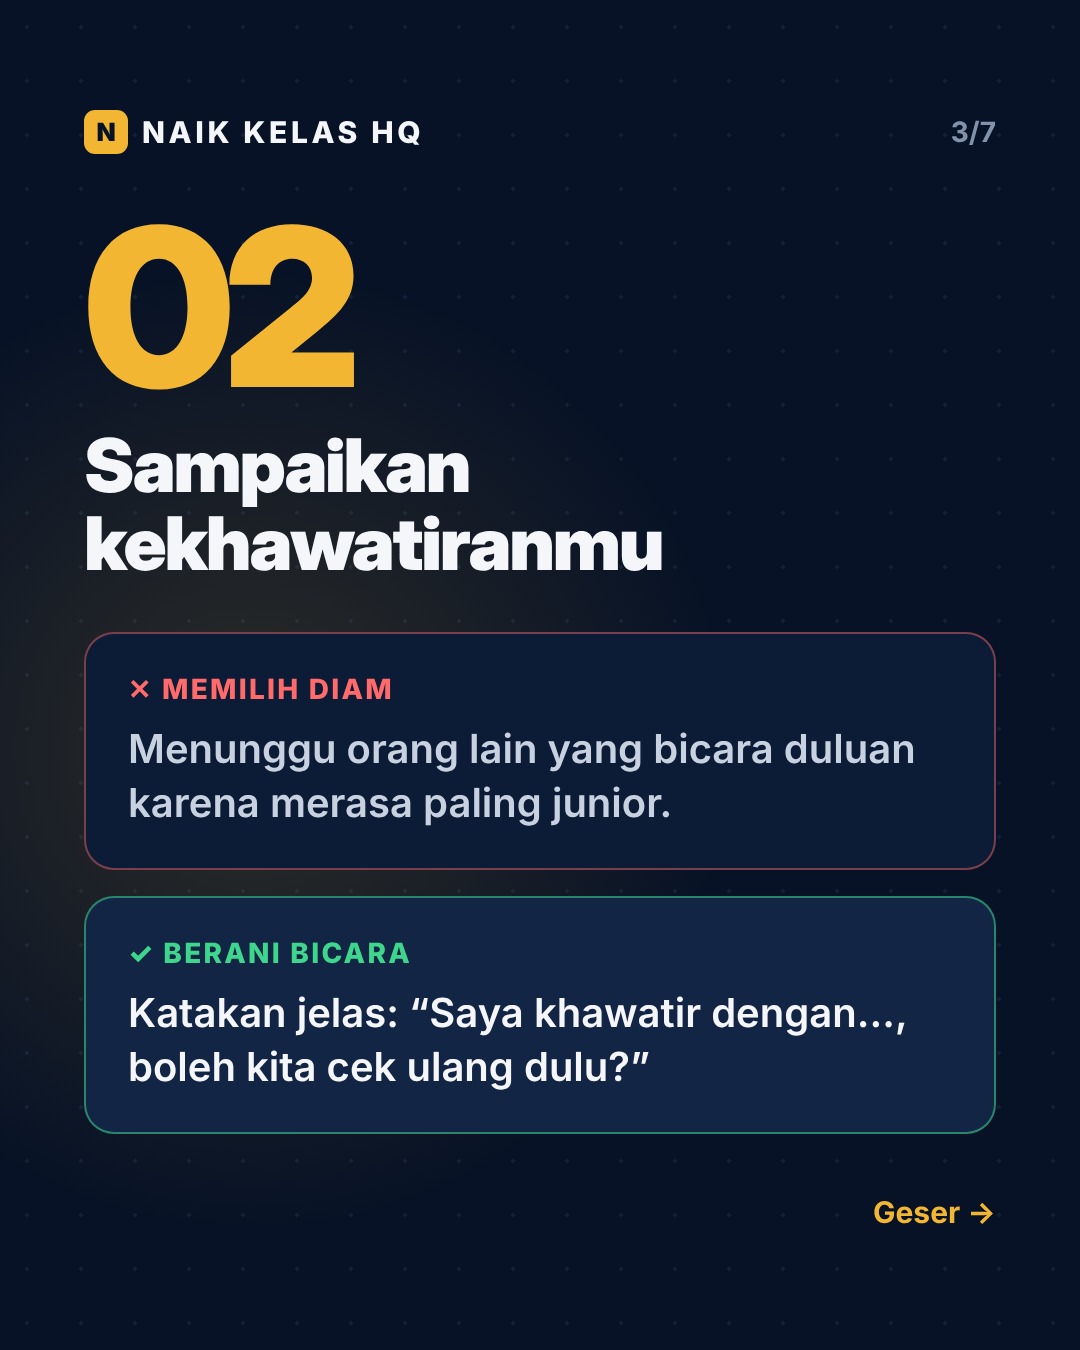 N NAIK KELAS HQ
3/7
02
Sampaikan
kekhawatiranmu
✕ MEMILIH DIAM
Menunggu orang lain yang bicara duluan
karena merasa paling junior.
✓ BERANI BICARA
Katakan jelas: “Saya khawatir dengan…,
boleh kita cek ulang dulu?”
Geser →